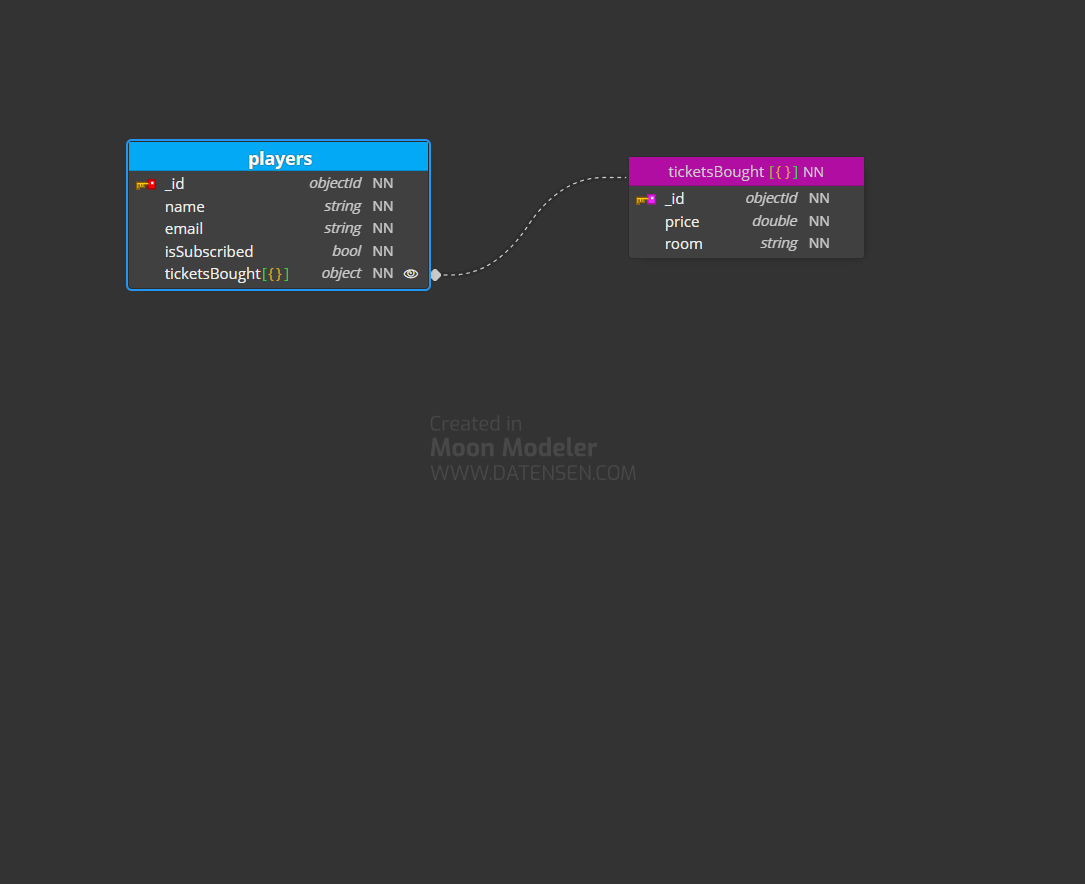 players
_id objectId NN
name string NN
email string NN
isSubscribed bool NN
ticketsBought[{}] object NN
ticketsBought [{}] NN
_id objectId NN
price double NN
room string NN
Created in
Moon Modeler
WWW.DATENSEN.COM